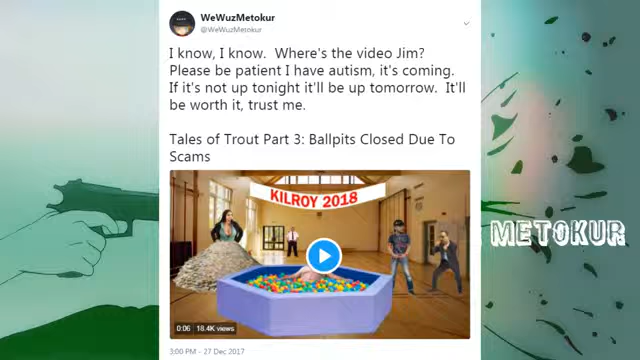 WeWuzMetokur
@WeWuzMetokur
I know, I know.  Where's the video Jim?
Please be patient I have autism, it's coming.
If it's not up tonight it'll be up tomorrow.  It'll
be worth it, trust me.
Tales of Trout Part 3: Ballpits Closed Due To
Scams
KILROY 2018
METOKUR
0:06 | 18.4K views
3:00 PM - 27 Dec 2017